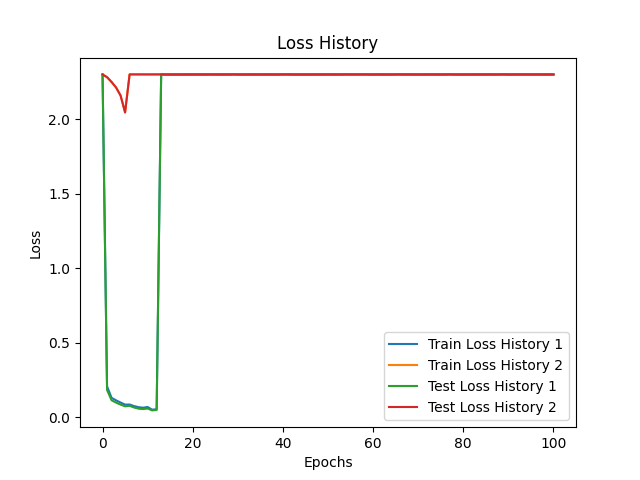 Loss History
Loss
2.0
1.5
1.0
0.5
0.0
Train Loss History 1
Train Loss History 2
Test Loss History 1
Test Loss History 2
0 20 40 60 80 100
Epochs